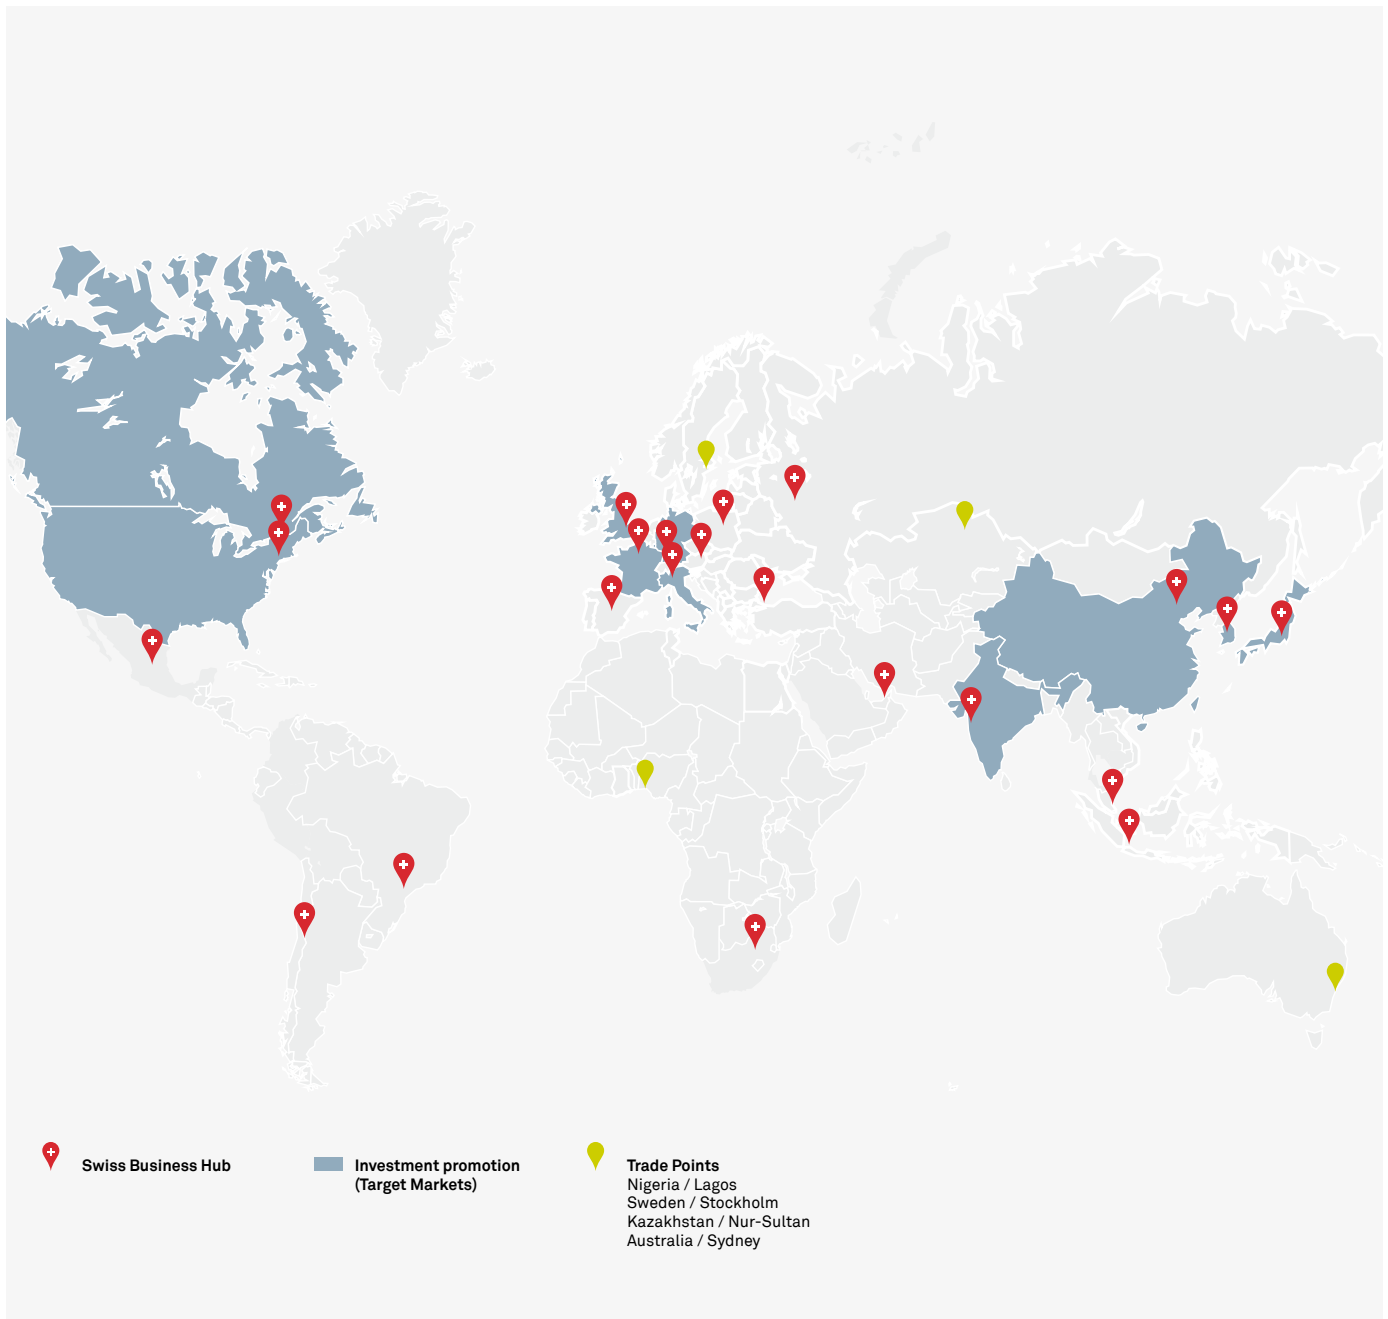 Swiss Business Hub
Investment promotion
(Target Markets)
Trade Points
Nigeria / Lagos
Sweden / Stockholm
Kazakhstan / Nur-Sultan
Australia / Sydney